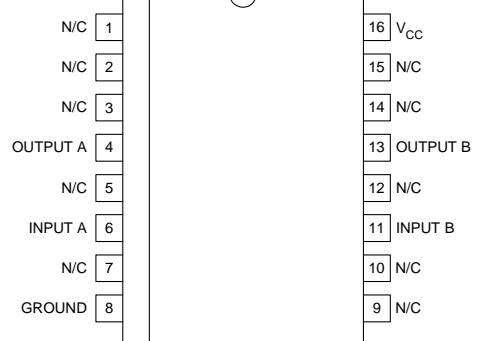 N/C 1 16 VCC
N/C 2 15 N/C
N/C 3 14 N/C
OUTPUT A 4 13 OUTPUT B
N/C 5 12 N/C
INPUT A 6 11 INPUT B
N/C 7 10 N/C
GROUND 8 9 N/C